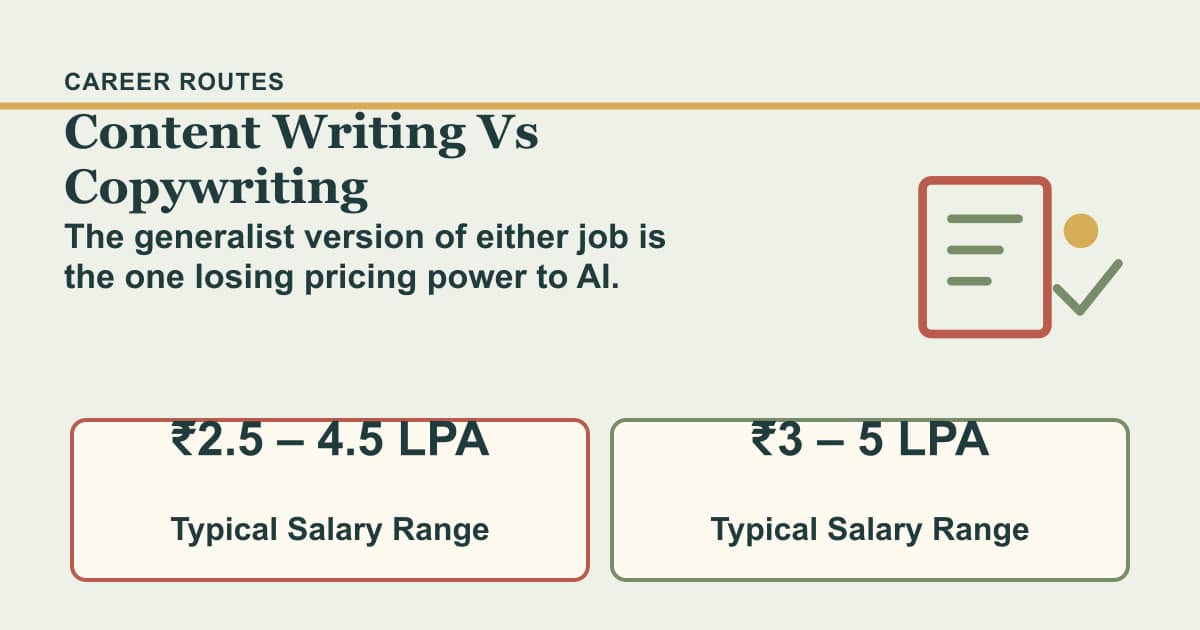 CAREER ROUTES
Content Writing Vs
Copywriting
The generalist version of either job is
the one losing pricing power to AI.
₹2.5 – 4.5 LPA
Typical Salary Range
₹3 – 5 LPA
Typical Salary Range